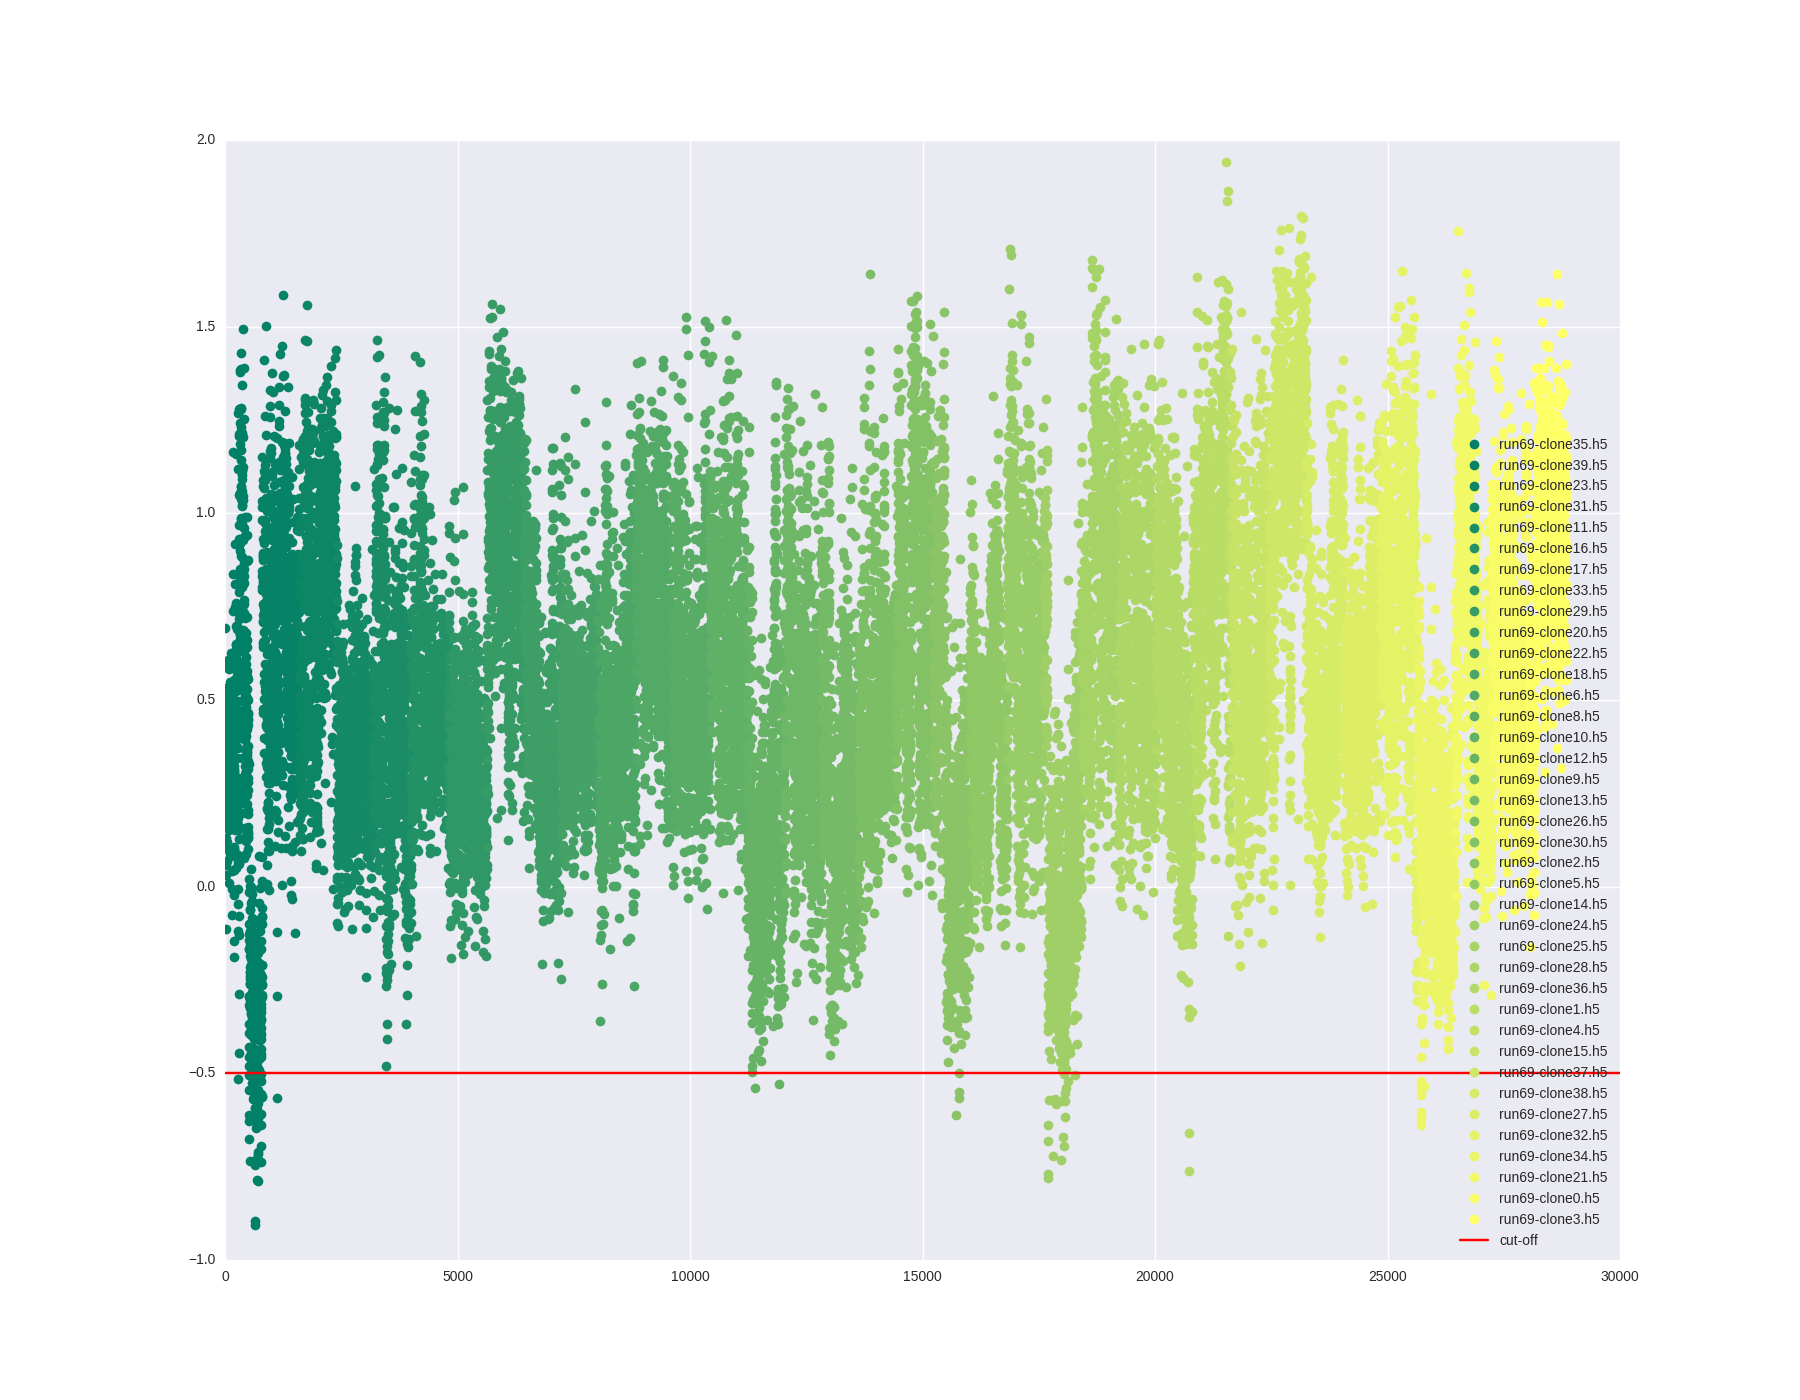 2.0
1.5
1.0
0.5
0.0
−0.5
−1.0
0
5000
10000
15000
20000
25000
30000
run69-clone35.h5
run69-clone39.h5
run69-clone23.h5
run69-clone31.h5
run69-clone11.h5
run69-clone16.h5
run69-clone17.h5
run69-clone33.h5
run69-clone29.h5
run69-clone20.h5
run69-clone22.h5
run69-clone18.h5
run69-clone6.h5
run69-clone8.h5
run69-clone10.h5
run69-clone12.h5
run69-clone9.h5
run69-clone13.h5
run69-clone26.h5
run69-clone30.h5
run69-clone2.h5
run69-clone5.h5
run69-clone14.h5
run69-clone24.h5
run69-clone25.h5
run69-clone28.h5
run69-clone36.h5
run69-clone1.h5
run69-clone4.h5
run69-clone15.h5
run69-clone37.h5
run69-clone38.h5
run69-clone27.h5
run69-clone32.h5
run69-clone34.h5
run69-clone21.h5
run69-clone0.h5
run69-clone3.h5
cut-off